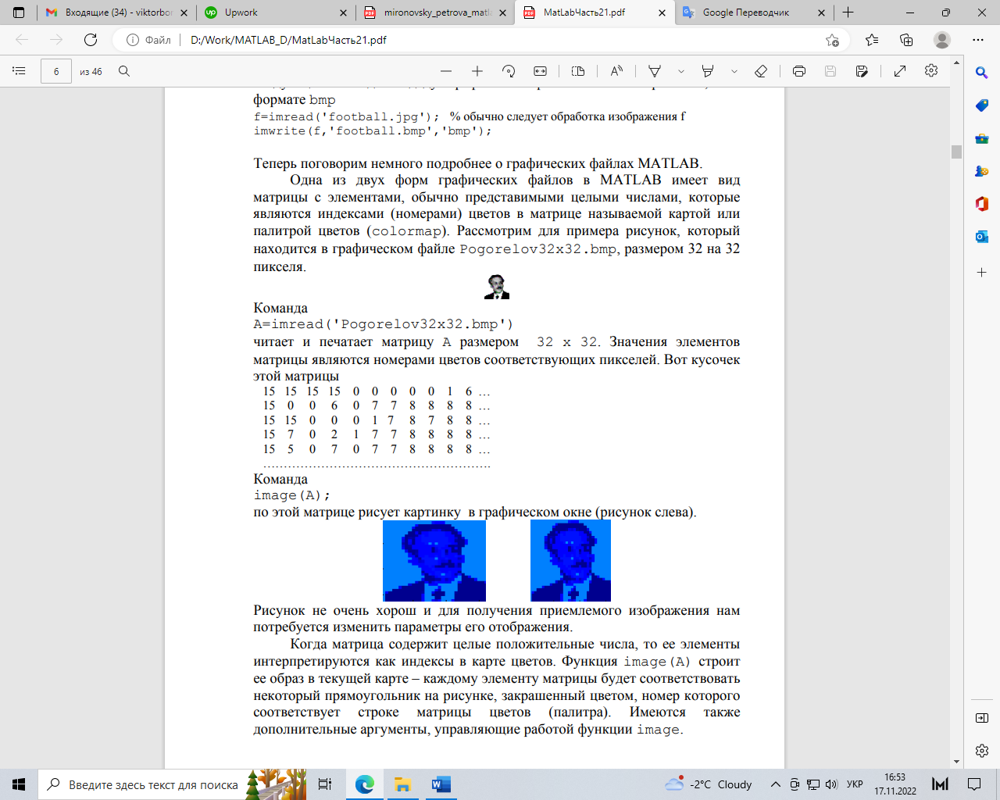 Входящие (34) - viktorbor
Upwork
mironovsky_petrova_matl
MatLabЧасть21.pdf
Google Переводчик
Файл
D:/Work/MATLAB_D/MatLabЧасть21.pdf
6 из 46
формате bmp
f=imread('football.jpg'); % обычно следует обработка изображения f
imwrite(f,'football.bmp','bmp');
Теперь поговорим немного подробнее о графических файлах MATLAB.
Одна из двух форм графических файлов в MATLAB имеет вид
матрицы с элементами, обычно представимыми целыми числами, которые
являются индексами (номерами) цветов в матрице называемой картой или
палитрой цветов (colormap). Рассмотрим для примера рисунок, который
находится в графическом файле Pogorelov32x32.bmp, размером 32 на 32
пикселя.
Команда
A=imread('Pogorelov32x32.bmp')
читает и печатает матрицу A размером 32 x 32. Значения элементов
матрицы являются номерами цветов соответствующих пикселей. Вот кусочек
этой матрицы
15 15 15 15 0 0 0 0 0 1 6 …
15 0 0 6 0 7 7 8 8 8 8 …
15 15 0 0 0 1 7 8 7 8 8 …
15 7 0 2 1 7 7 8 8 8 8 …
15 5 0 7 0 7 7 8 8 8 8 …
……………………………………………….
Команда
image(A);
по этой матрице рисует картинку в графическом окне (рисунок слева).
Рисунок не очень хорош и для получения приемлемого изображения нам
потребуется изменить параметры его отображения.
Когда матрица содержит целые положительные числа, то ее элементы
интерпретируются как индексы в карте цветов. Функция image(A) строит
ее образ в текущей карте – каждому элементу матрицы будет соответствовать
некоторый прямоугольник на рисунке, закрашенный цветом, номер которого
соответствует строке матрицы цветов (палитра). Имеются также
дополнительные аргументы, управляющие работой функции image.
Введите здесь текст для поиска
-2°C Cloudy
УКР
16:53
17.11.2022